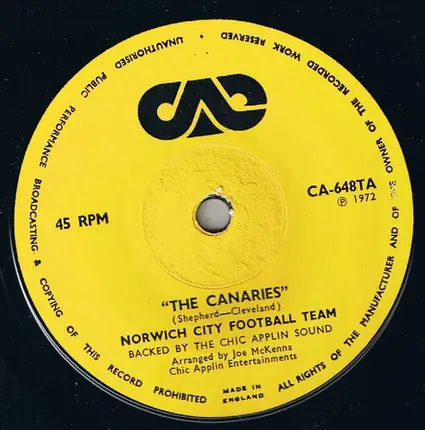 CAC
45 RPM
CA-648TA
Ⓟ 1972
"THE CANARIES"
(Shepherd—Cleveland)
NORWICH CITY FOOTBALL TEAM
BACKED BY THE CHIC APPLIN SOUND
Arranged by Joe McKenna
Chic Applin Entertainments
MADE IN
ENGLAND
ALL RIGHTS OF THE MANUFACTURER AND OF OWNER OF THE RECORDED WORK RESERVED • UNAUTHORISED PUBLIC PERFORMANCE BROADCASTING & COPYING OF THIS RECORD PROHIBITED